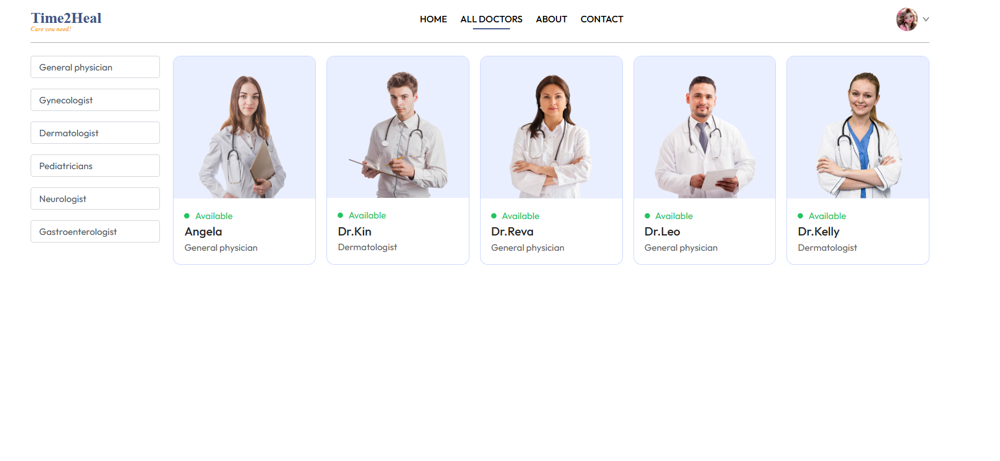 Time2Heal
Care you need!
HOME
ALL DOCTORS
ABOUT
CONTACT
General physician
Gynecologist
Dermatologist
Pediatricians
Neurologist
Gastroenterologist
Available
Angela
General physician
Available
Dr.Kin
Dermatologist
Available
Dr.Reva
General physician
Available
Dr.Leo
General physician
Available
Dr.Kelly
Dermatologist